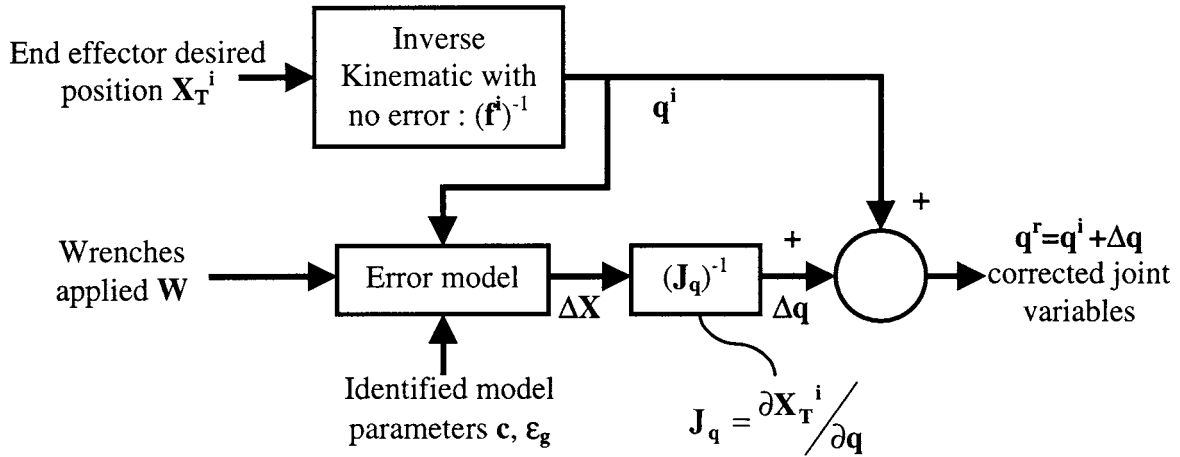 End effector desired
position X_T^i
Inverse
Kinematic with
no error : (f^i)^-1
q^i
+
Wrenches
applied W
Error model
ΔX
(J_q)^-1
+
Δq
q^r=q^i+Δq
corrected joint
variables
Identified model
parameters c, ε_g
J_q = ∂X_T^i/∂q